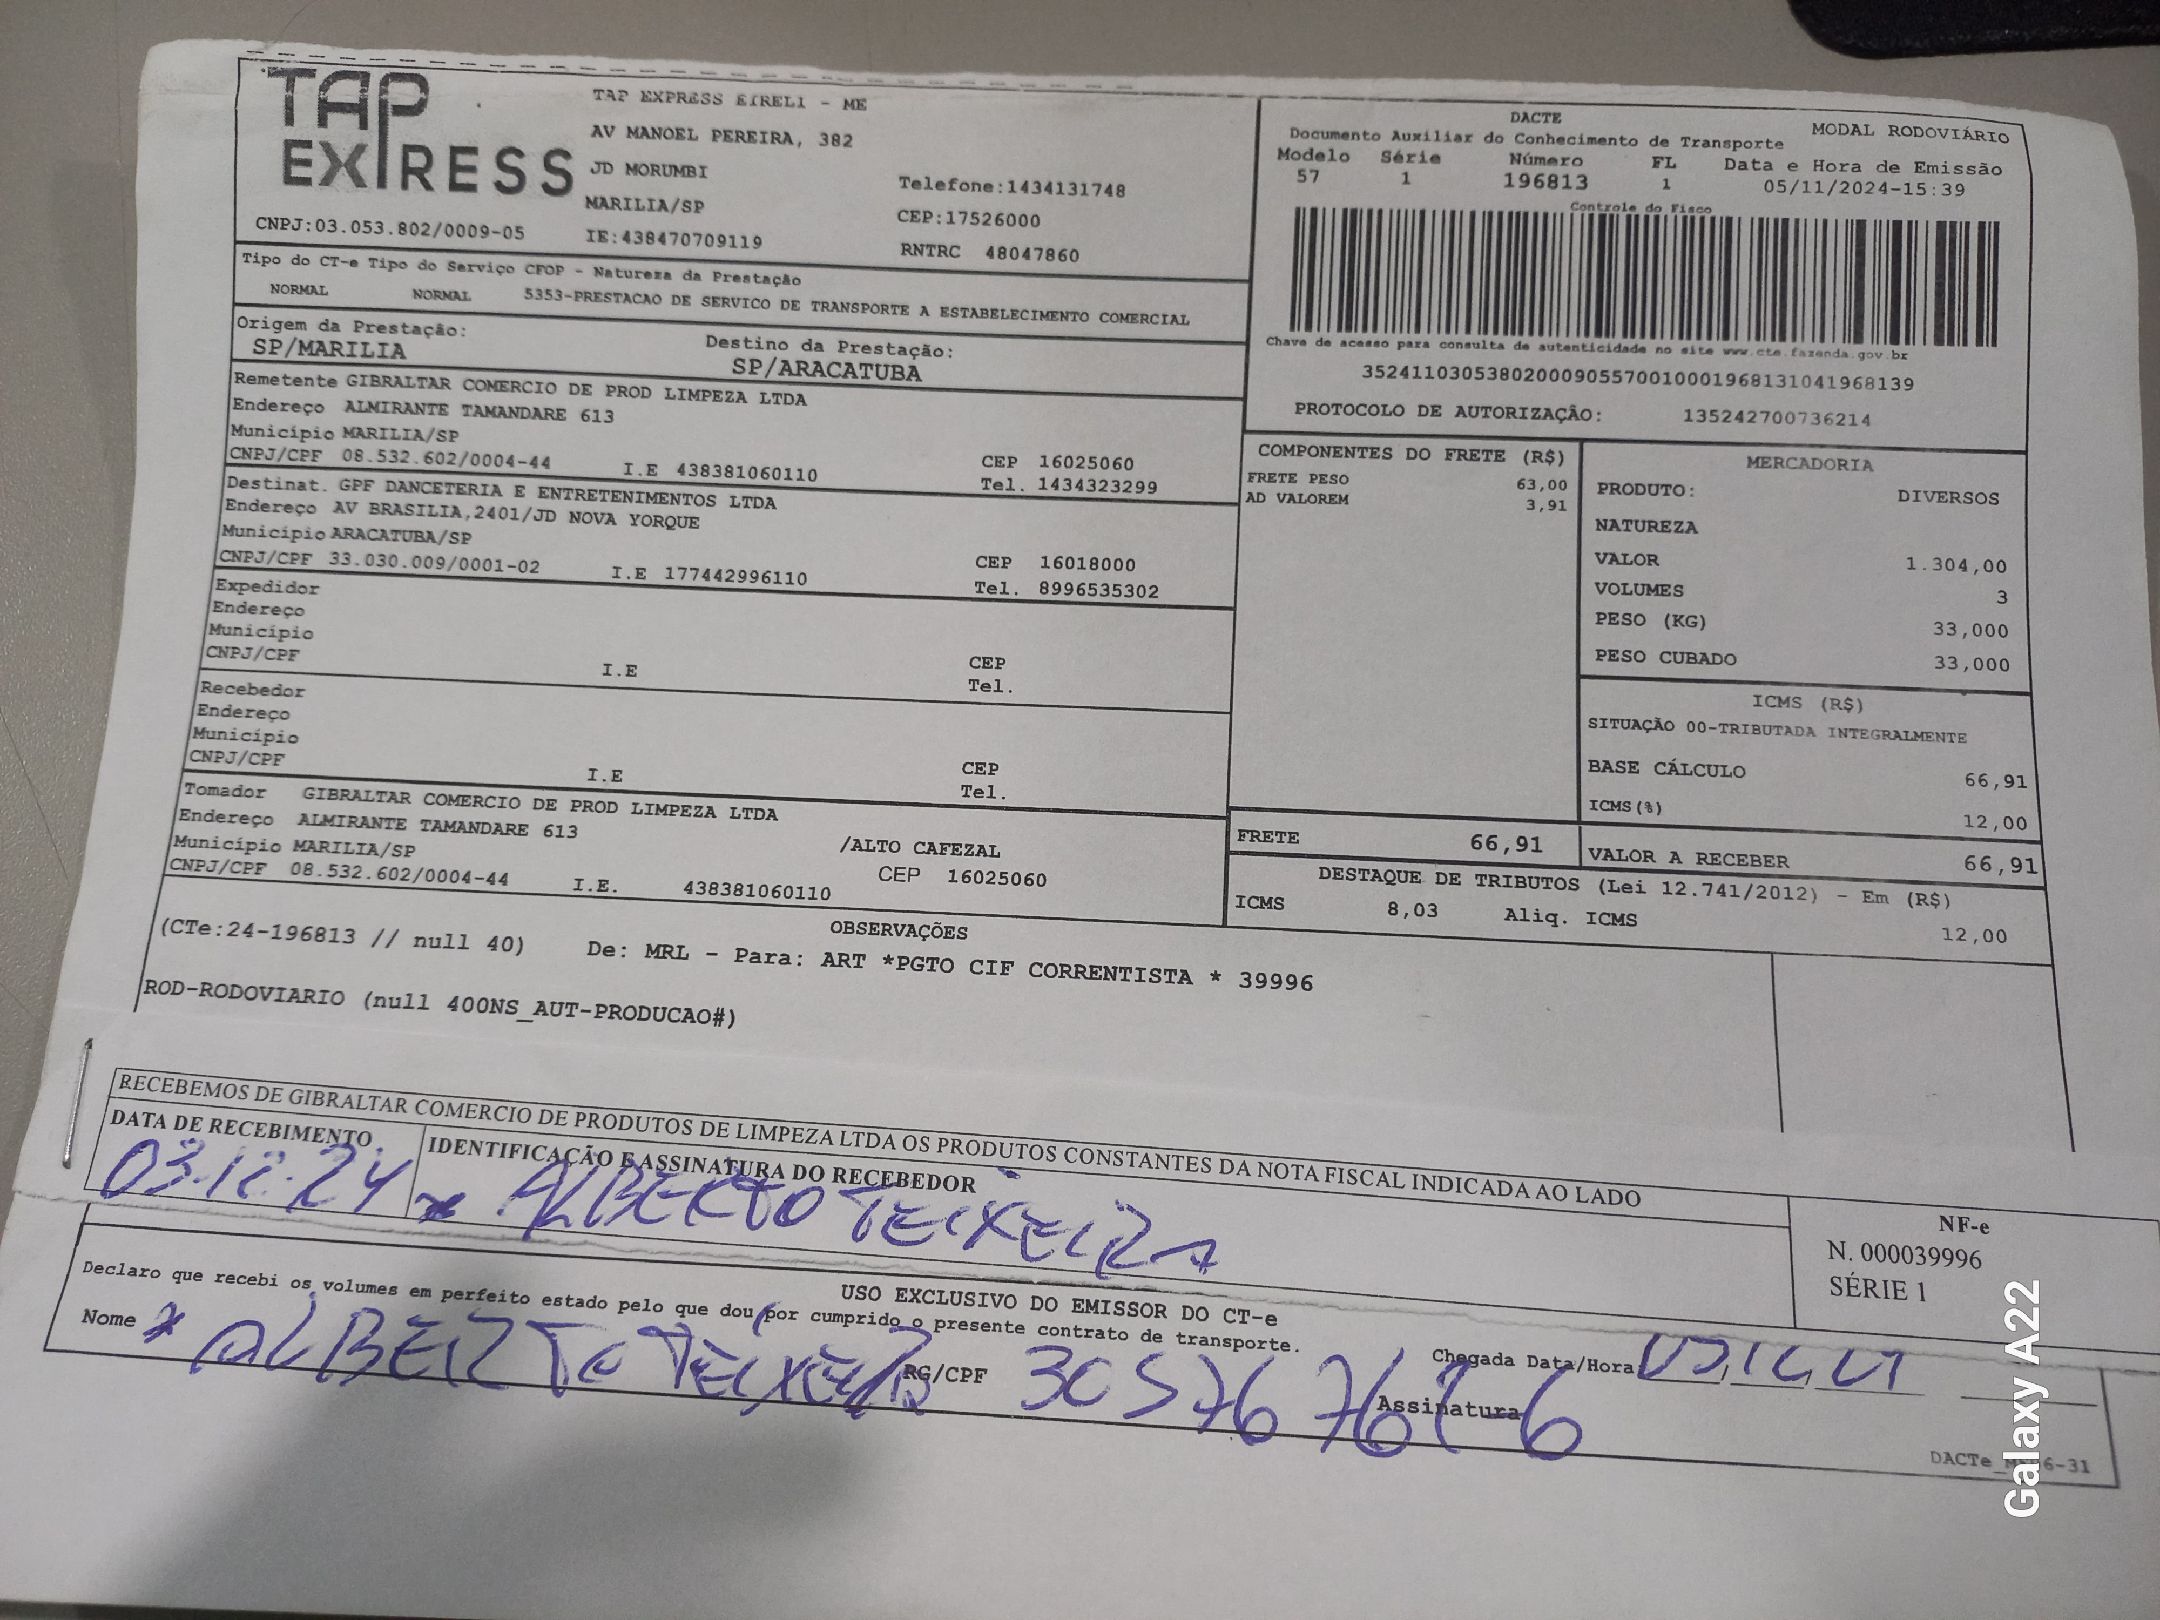 TAP
EXPRESS
TAP EXPRESS EIRELI - ME
AV MANOEL PEREIRA, 382
JD MORUMBI
MARILIA/SP
Telefone:1434131748
CEP:17526000
CNPJ:03.053.802/0009-05 IE:438470709119 RNTRC 48047860
DACTE MODAL RODOVIÁRIO
Documento Auxiliar do Conhecimento de Transporte
Modelo Série Número FL Data e Hora de Emissão
57 1 196813 1 05/11/2024-15:39
Controle do Fisco
Chave de acesso para consulta de autenticidade no site www.cte.fazenda.gov.br
35241103053802000905570010001968131041968139
PROTOCOLO DE AUTORIZAÇÃO: 135242700736214
Tipo do CT-e Tipo do Serviço CFOP - Natureza da Prestação
NORMAL NORMAL 5353-PRESTACAO DE SERVICO DE TRANSPORTE A ESTABELECIMENTO COMERCIAL
Origem da Prestação: Destino da Prestação:
SP/MARILIA SP/ARACATUBA
Remetente GIBRALTAR COMERCIO DE PROD LIMPEZA LTDA
Endereço ALMIRANTE TAMANDARE 613
Município MARILIA/SP CEP 16025060
CNPJ/CPF 08.532.602/0004-44 I.E 438381060110 Tel. 1434323299
Destinat. GPF DANCETERIA E ENTRETENIMENTOS LTDA
Endereço AV BRASILIA,2401/JD NOVA YORQUE
Município ARACATUBA/SP CEP 16018000
CNPJ/CPF 33.030.009/0001-02 I.E 177442996110 Tel. 8996535302
Expedidor
Endereço
Município CEP
CNPJ/CPF I.E Tel.
Recebedor
Endereço
Município CEP
CNPJ/CPF I.E Tel.
Tomador GIBRALTAR COMERCIO DE PROD LIMPEZA LTDA
Endereço ALMIRANTE TAMANDARE 613 /ALTO CAFEZAL
Município MARILIA/SP CEP 16025060
CNPJ/CPF 08.532.602/0004-44 I.E. 438381060110
COMPONENTES DO FRETE (R$)
FRETE PESO 63,00
AD VALOREM 3,91
MERCADORIA
PRODUTO: DIVERSOS
NATUREZA
VALOR 1.304,00
VOLUMES 3
PESO (KG) 33,000
PESO CUBADO 33,000
ICMS (R$)
SITUAÇÃO 00-TRIBUTADA INTEGRALMENTE
BASE CÁLCULO 66,91
ICMS(%) 12,00
FRETE 66,91 VALOR A RECEBER 66,91
DESTAQUE DE TRIBUTOS (Lei 12.741/2012) - Em (R$)
ICMS 8,03 Aliq. ICMS 12,00
OBSERVAÇÕES
(CTe:24-196813 // null 40) De: MRL - Para: ART *PGTO CIF CORRENTISTA * 39996
ROD-RODOVIARIO (null 400NS_AUT-PRODUCAO#)
RECEBEMOS DE GIBRALTAR COMERCIO DE PRODUTOS DE LIMPEZA LTDA OS PRODUTOS CONSTANTES DA NOTA FISCAL INDICADA AO LADO
DATA DE RECEBIMENTO IDENTIFICAÇÃO E ASSINATURA DO RECEBEDOR
03.12.24 * ALBERTO TEIXEIRA
NF-e
N. 000039996
SÉRIE 1
USO EXCLUSIVO DO EMISSOR DO CT-e
Declaro que recebi os volumes em perfeito estado pelo que dou por cumprido o presente contrato de transporte.
Nome * ALBERTO TEIXEIRA RG/CPF Chegada Data/Hora
Assinatura
Galaxy A22